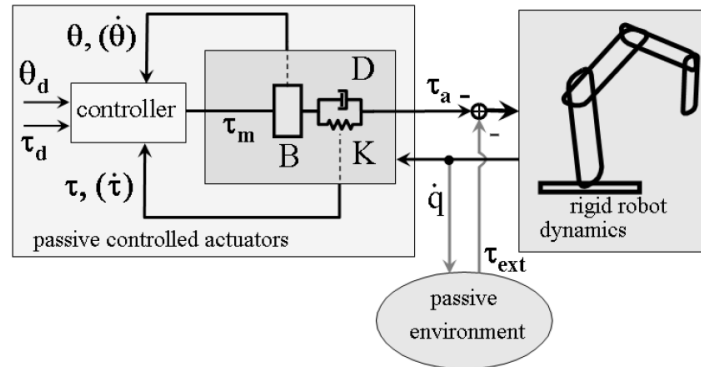 θ, (θ̇)
D
θd
τd
controller
τm
B
K
τa -
-
τ, (τ̇)
q̇
τext
passive controlled actuators
rigid robot
dynamics
passive
environment